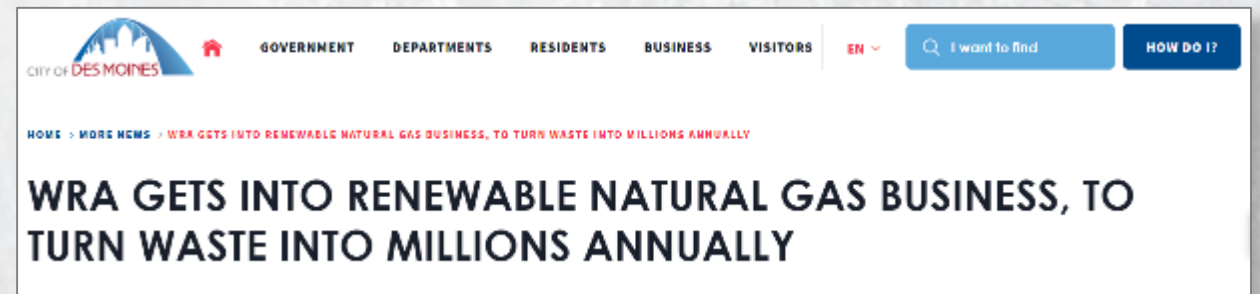 CITY OF DES MOINES
GOVERNMENT DEPARTMENTS RESIDENTS BUSINESS VISITORS EN I want to find HOW DO I?
HOME > MORE NEWS > WRA GETS INTO RENEWABLE NATURAL GAS BUSINESS, TO TURN WASTE INTO MILLIONS ANNUALLY
WRA GETS INTO RENEWABLE NATURAL GAS BUSINESS, TO
TURN WASTE INTO MILLIONS ANNUALLY